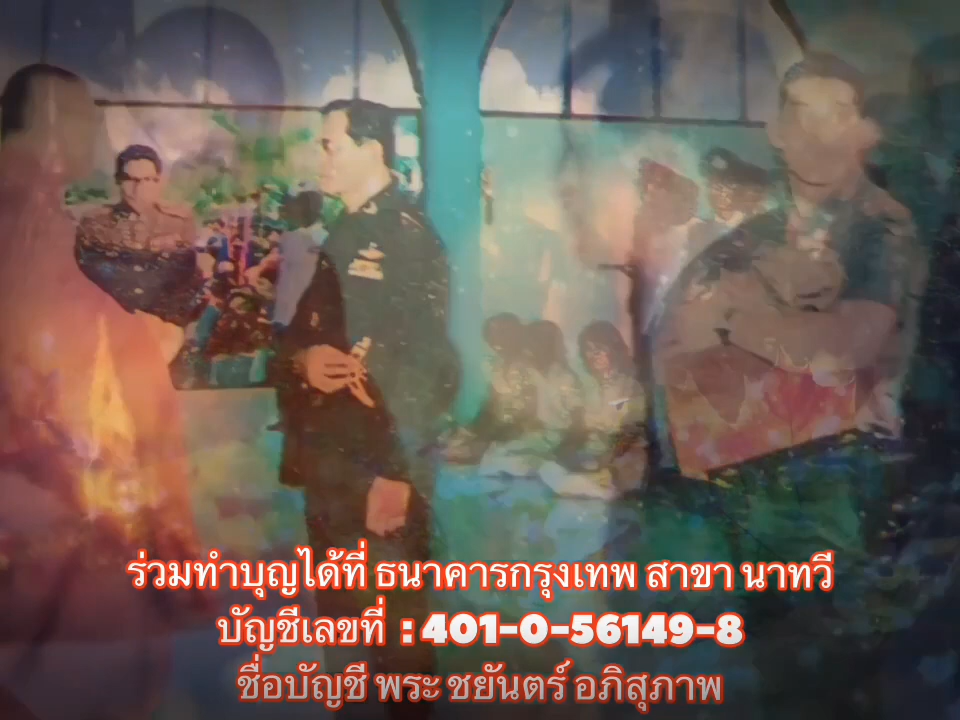 ร่วมทำบุญได้ที่ ธนาคารกรุงเทพ สาขา นาทวี
บัญชีเลขที่ : 401-0-56149-8
ชื่อบัญชี พระ ชยันตร์ อภิสุภาพ